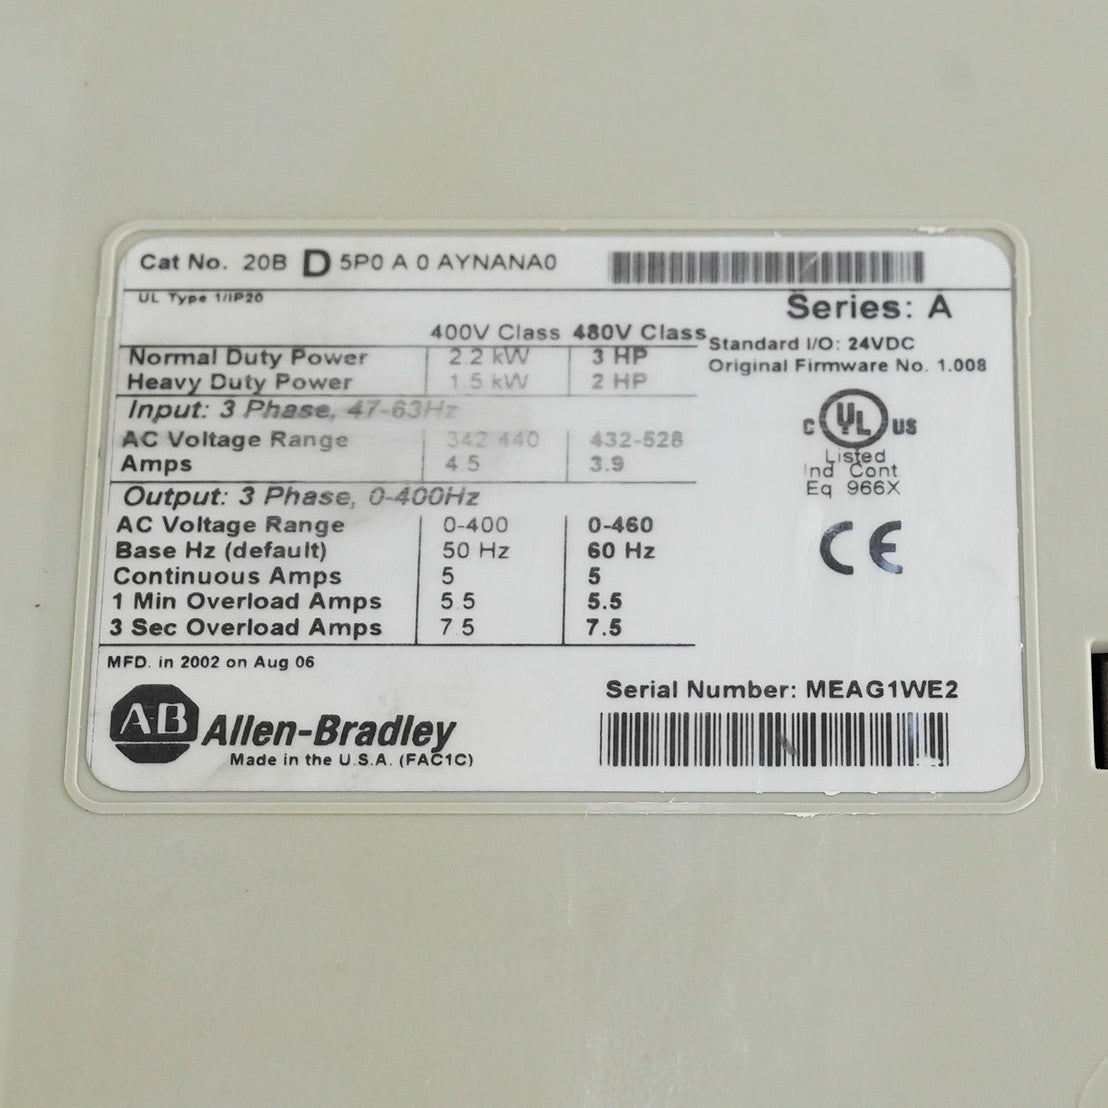 Cat No. 20B D 5P0 A 0 AYNANA0
UL Type 1/IP20
Series: A
400V Class 480V Class
Standard I/O: 24VDC
Original Firmware No. 1.008
Normal Duty Power 2.2 kW 3 HP
Heavy Duty Power 1.5 kW 2 HP
Input: 3 Phase, 47-63Hz
AC Voltage Range 342-440 432-528
Amps 4.5 3.9
C UL US
Listed
Ind Cont
Eq 966X
Output: 3 Phase, 0-400Hz
AC Voltage Range 0-400 0-460
Base Hz (default) 50 Hz 60 Hz
Continuous Amps 5 5
1 Min Overload Amps 5.5 5.5
3 Sec Overload Amps 7.5 7.5
CE
MFD. in 2002 on Aug 06
Serial Number: MEAG1WE2
AB Allen-Bradley
Made in the U.S.A. (FAC1C)